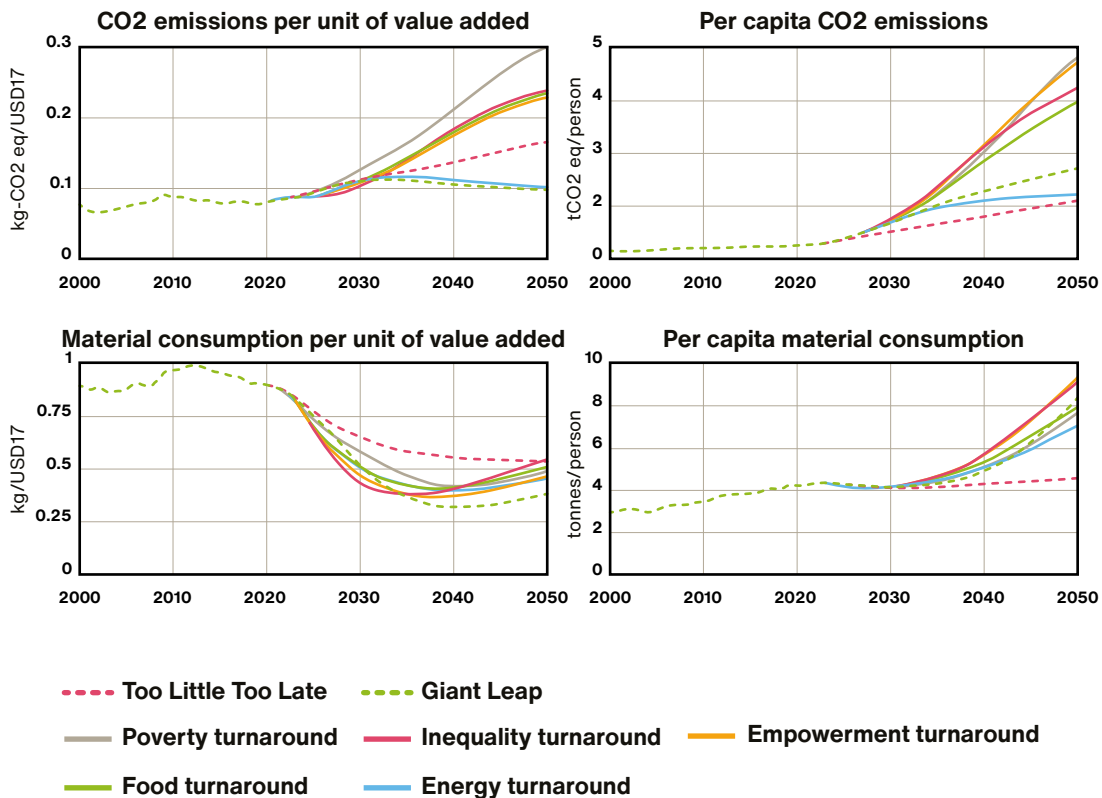 CO2 emissions per unit of value added
kg-CO2 eq/USD17
0.3
0.2
0.1
0
2000 2010 2020 2030 2040 2050
Per capita CO2 emissions
tCO2 eq/person
5
4
3
2
1
0
2000 2010 2020 2030 2040 2050
Material consumption per unit of value added
kg/USD17
1
0.75
0.5
0.25
0
2000 2010 2020 2030 2040 2050
Per capita material consumption
tonnes/person
10
8
6
4
2
0
2000 2010 2020 2030 2040 2050
Too Little Too Late Giant Leap
Poverty turnaround Inequality turnaround Empowerment turnaround
Food turnaround Energy turnaround